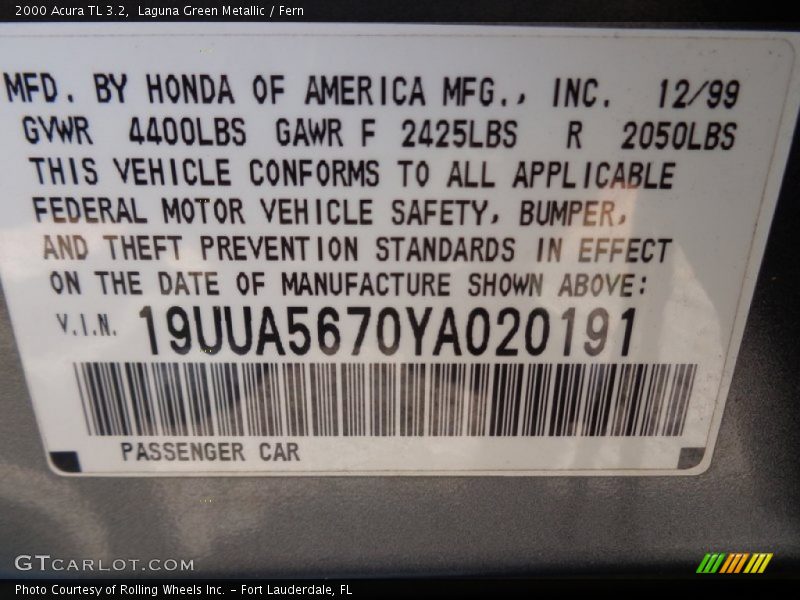 2000 Acura TL 3.2,  Laguna Green Metallic / Fern
MFD. BY HONDA OF AMERICA MFG., INC. 12/99
GVWR 4400LBS GAWR F 2425LBS R 2050LBS
THIS VEHICLE CONFORMS TO ALL APPLICABLE
FEDERAL MOTOR VEHICLE SAFETY, BUMPER,
AND THEFT PREVENTION STANDARDS IN EFFECT
ON THE DATE OF MANUFACTURE SHOWN ABOVE:
V.I.N. 19UUA5670YA020191
PASSENGER CAR
GTCARLOT.COM
Photo Courtesy of Rolling Wheels Inc. – Fort Lauderdale, FL